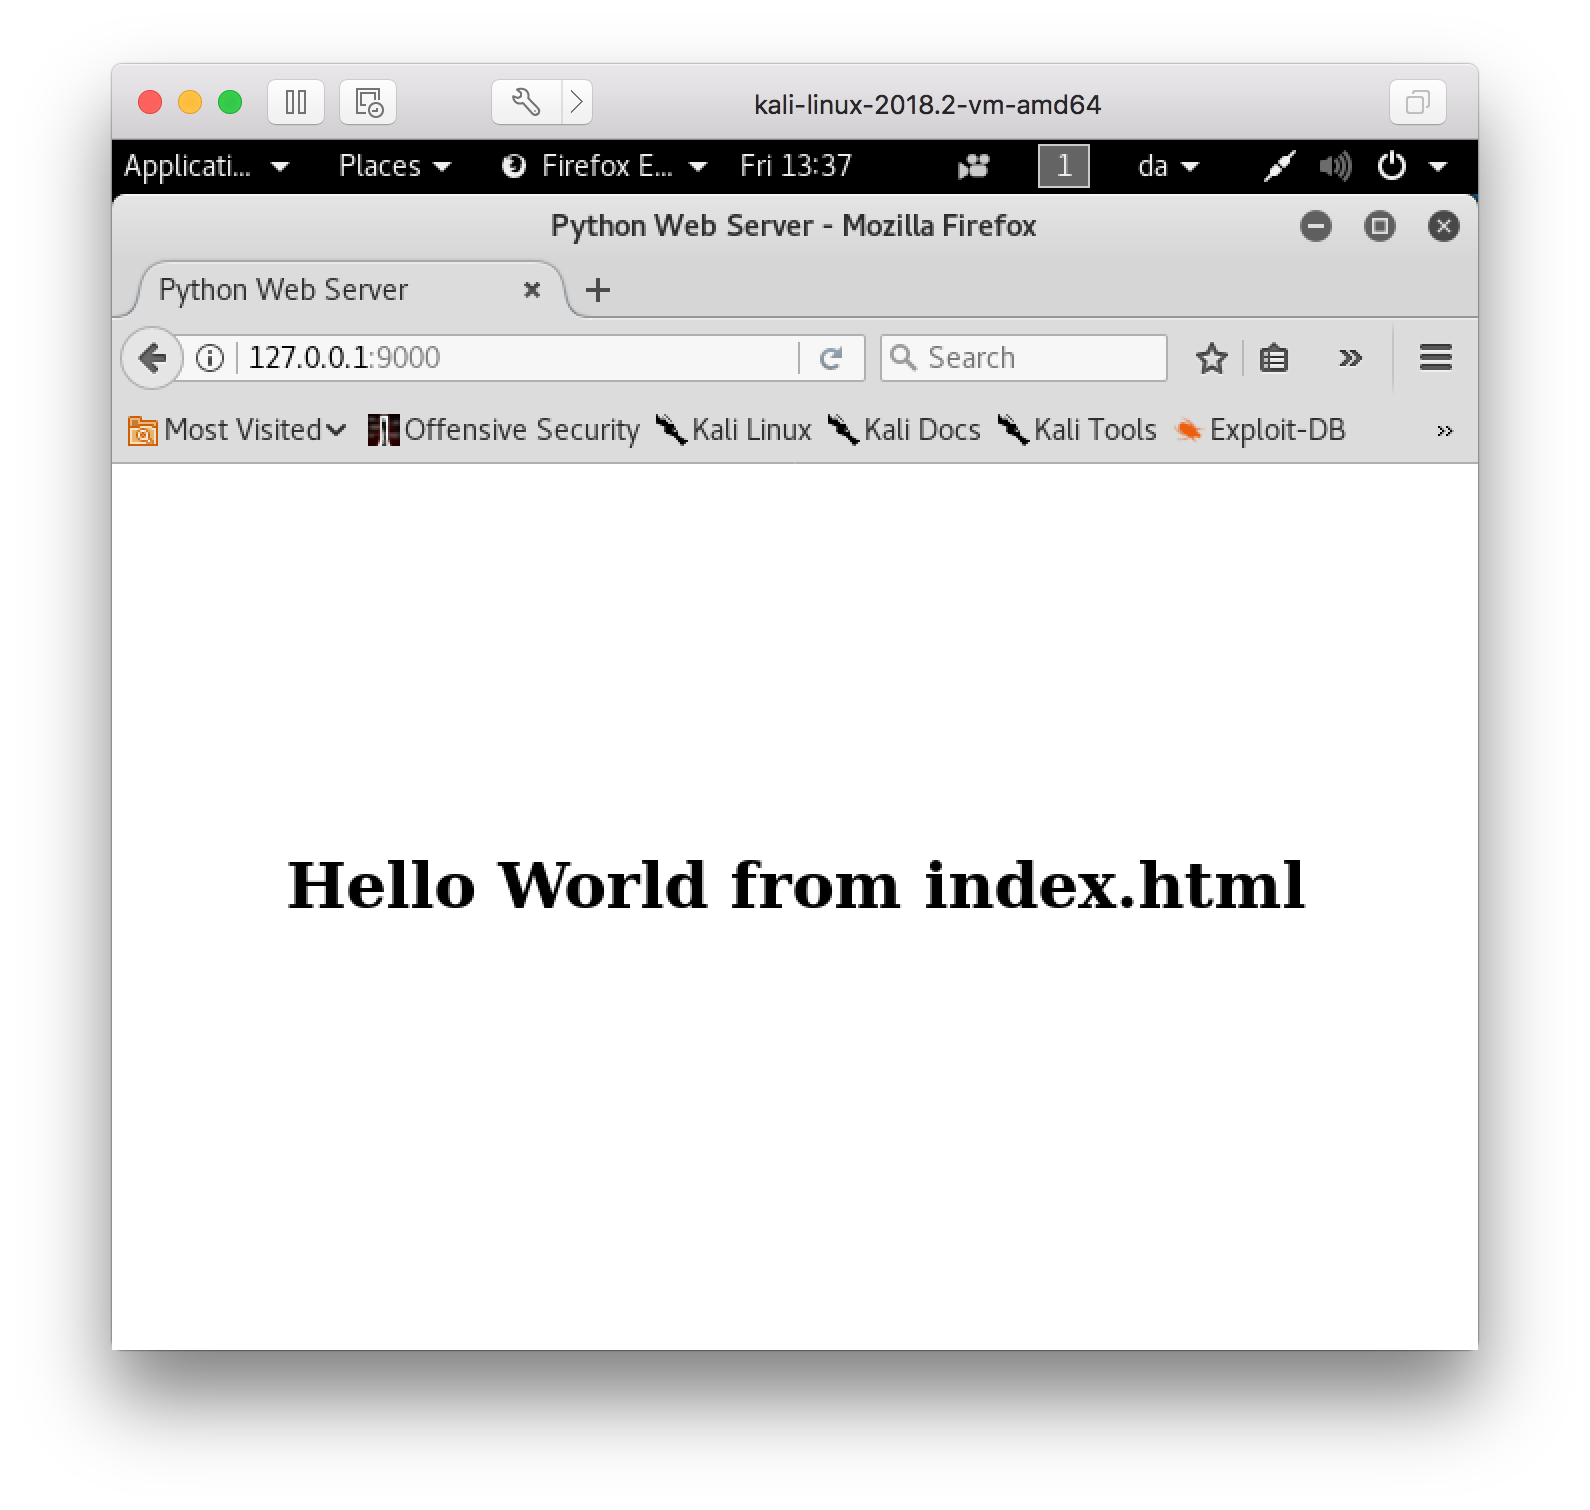 kali-linux-2018.2-vm-amd64
Applicati... Places Firefox E... Fri 13:37 1 da
Python Web Server - Mozilla Firefox
Python Web Server
127.0.0.1:9000 Search
Most Visited Offensive Security Kali Linux Kali Docs Kali Tools Exploit-DB
Hello World from index.html